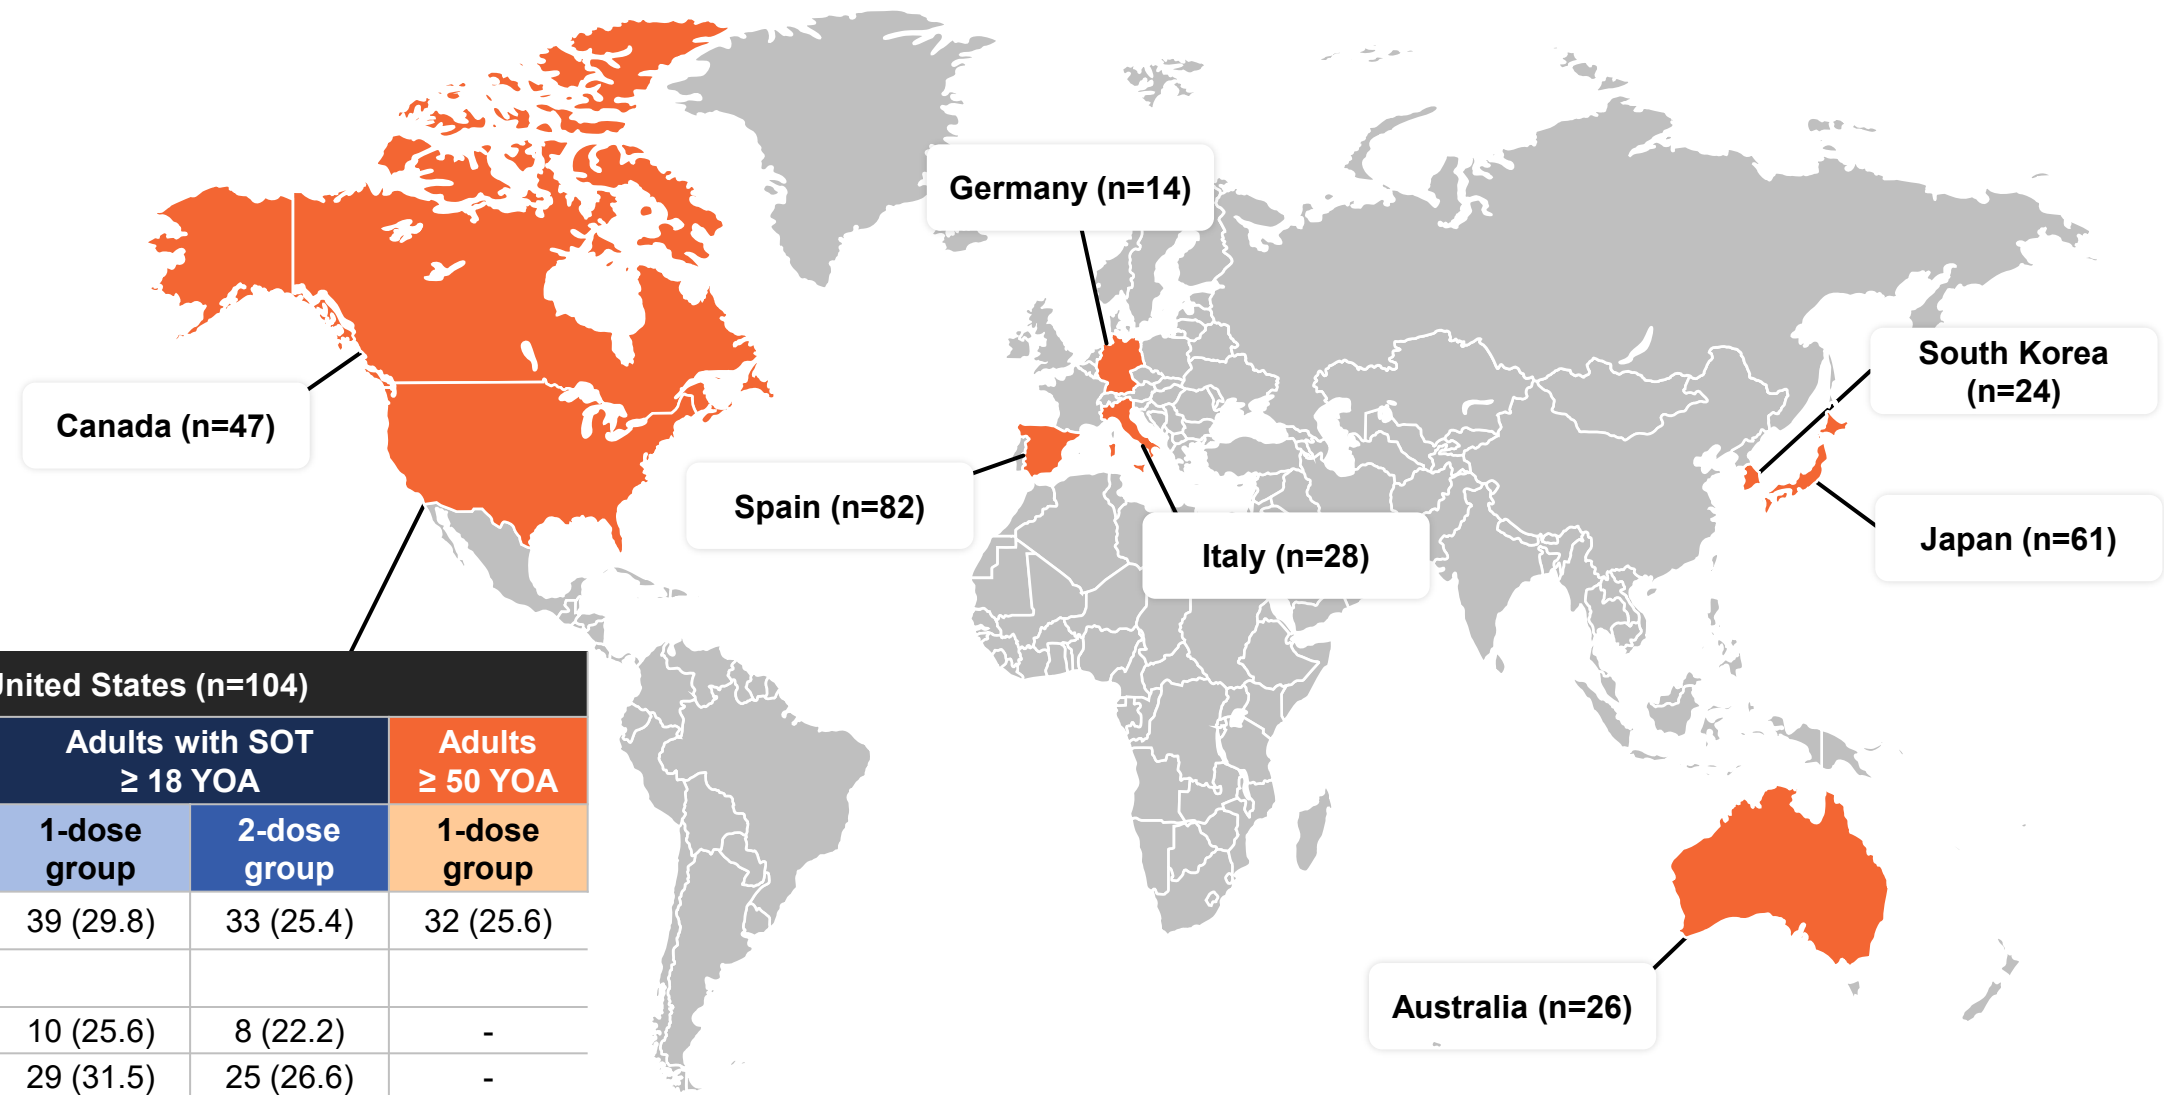 Germany (n=14)
South Korea
(n=24)
Canada (n=47)
Spain (n=82)
Japan (n=61)
Italy (n=28)
United States (n=104)
Adults with SOT
≥ 18 YOA
Adults
≥ 50 YOA
1-dose
group
2-dose
group
1-dose
group
39 (29.8) 33 (25.4) 32 (25.6)
10 (25.6) 8 (22.2) -
29 (31.5) 25 (26.6) -
Australia (n=26)